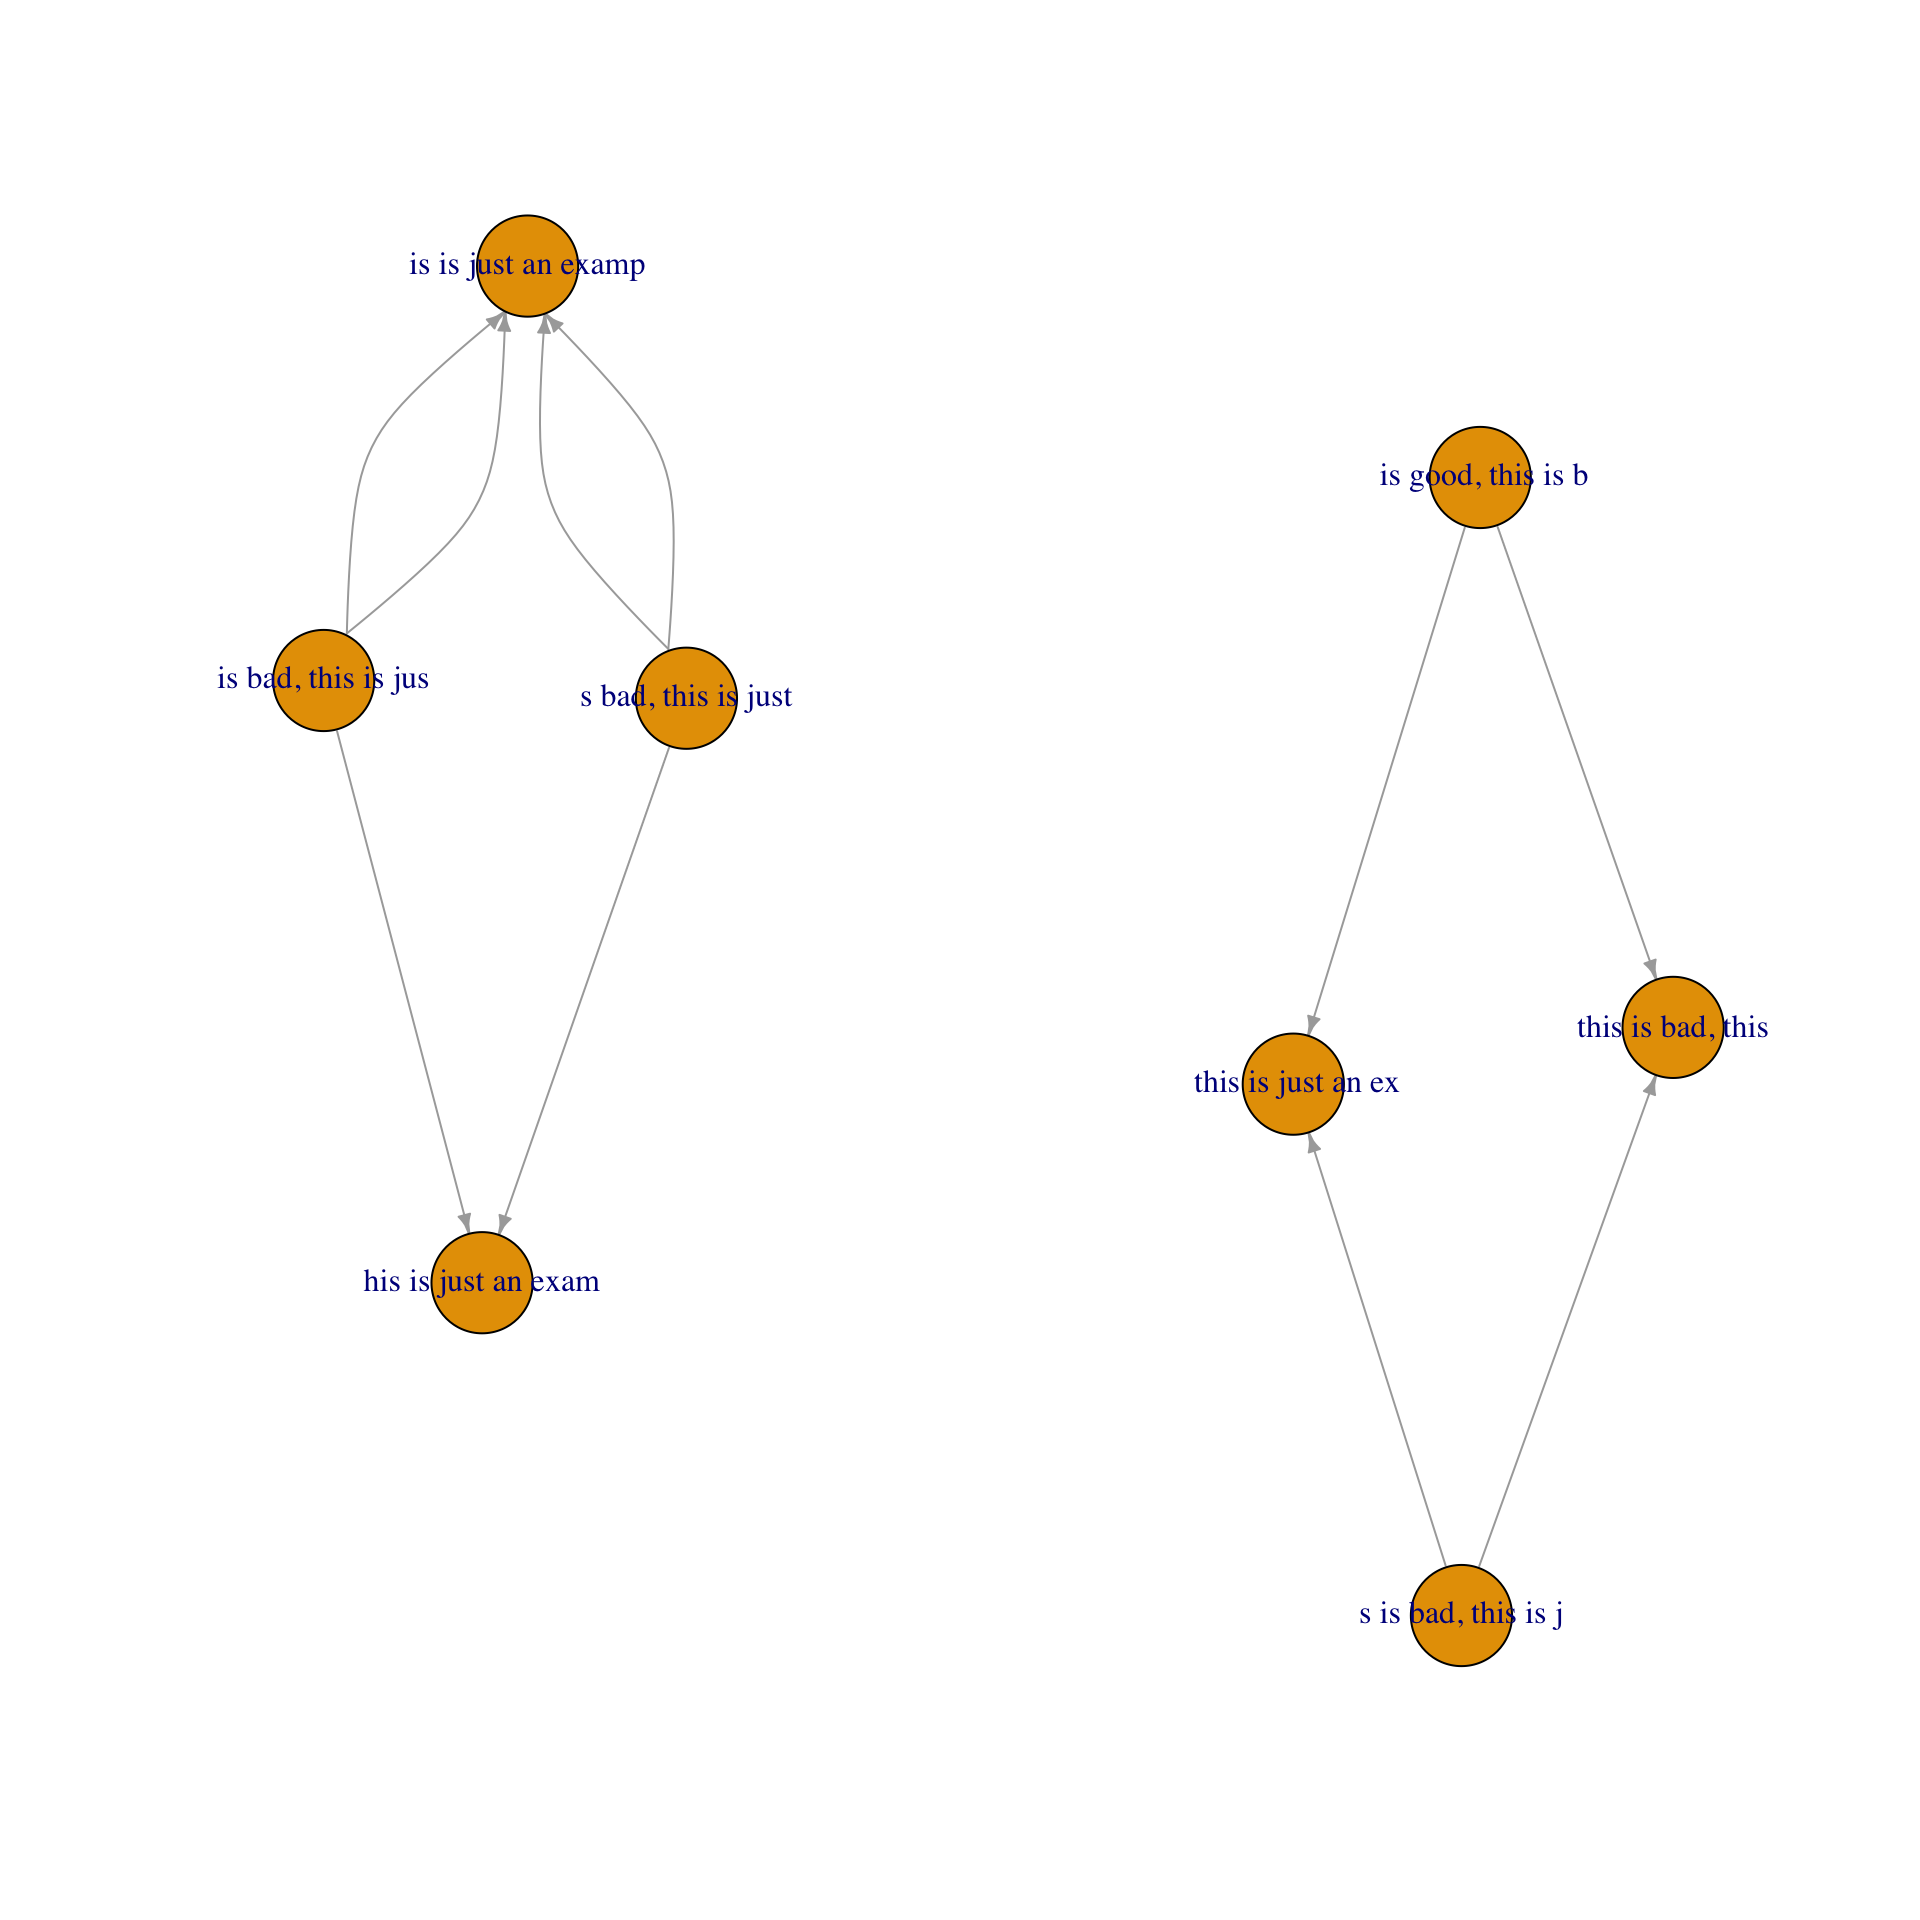 is is just an examp
is good, this is b
is bad, this is jus
s bad, this is just
this is bad, this
this is just an ex
his is just an exam
s is bad, this is j